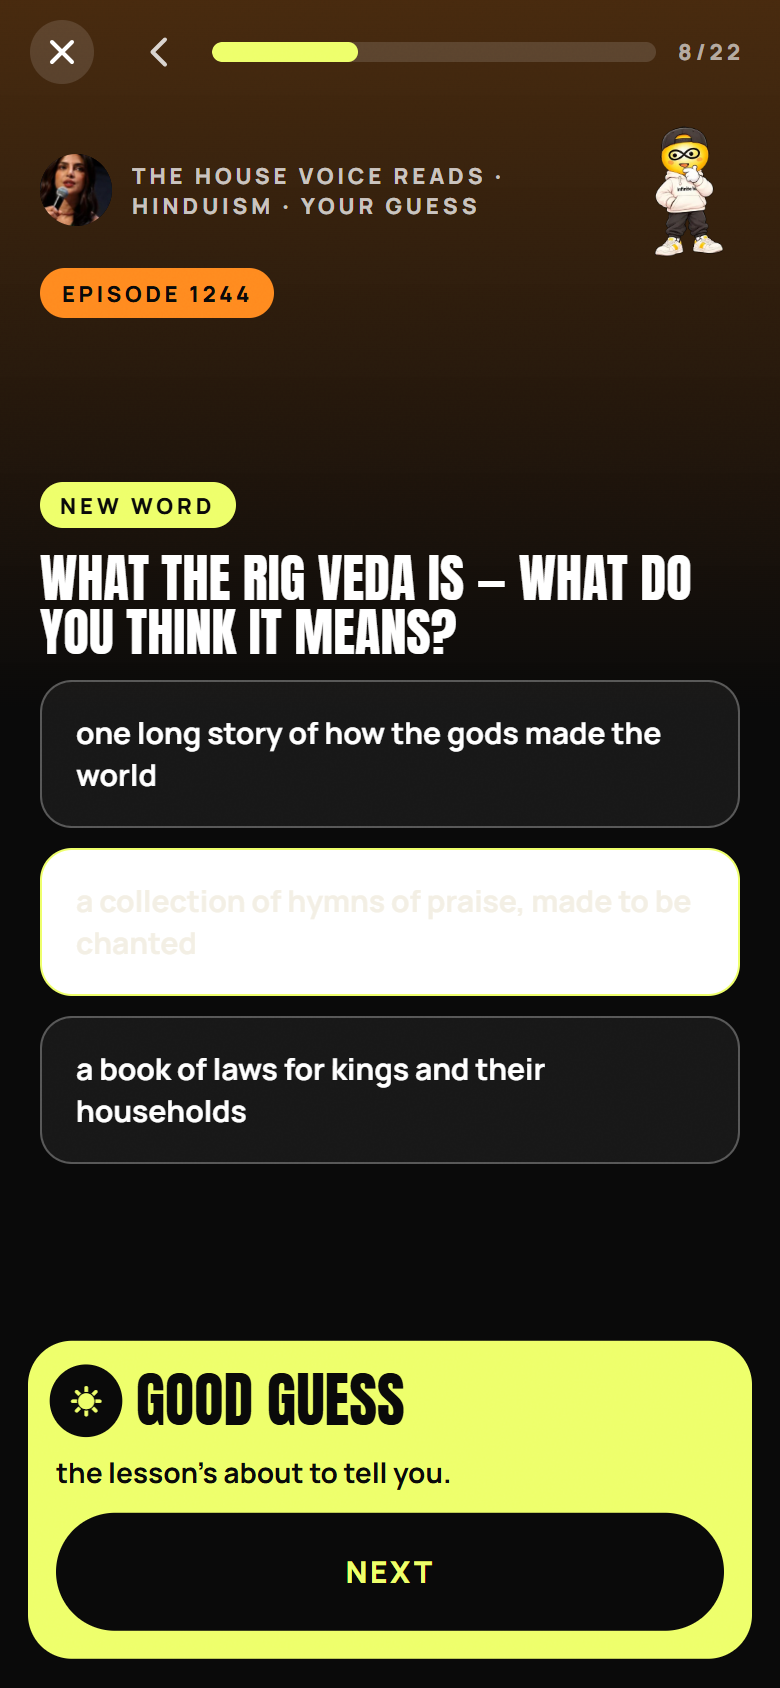 8/22
THE HOUSE VOICE READS ·
HINDUISM · YOUR GUESS
EPISODE 1244
NEW WORD
WHAT THE RIG VEDA IS – WHAT DO
YOU THINK IT MEANS?
one long story of how the gods made the
world
a collection of hymns of praise, made to be
chanted
a book of laws for kings and their
households
GOOD GUESS
the lesson's about to tell you.
NEXT